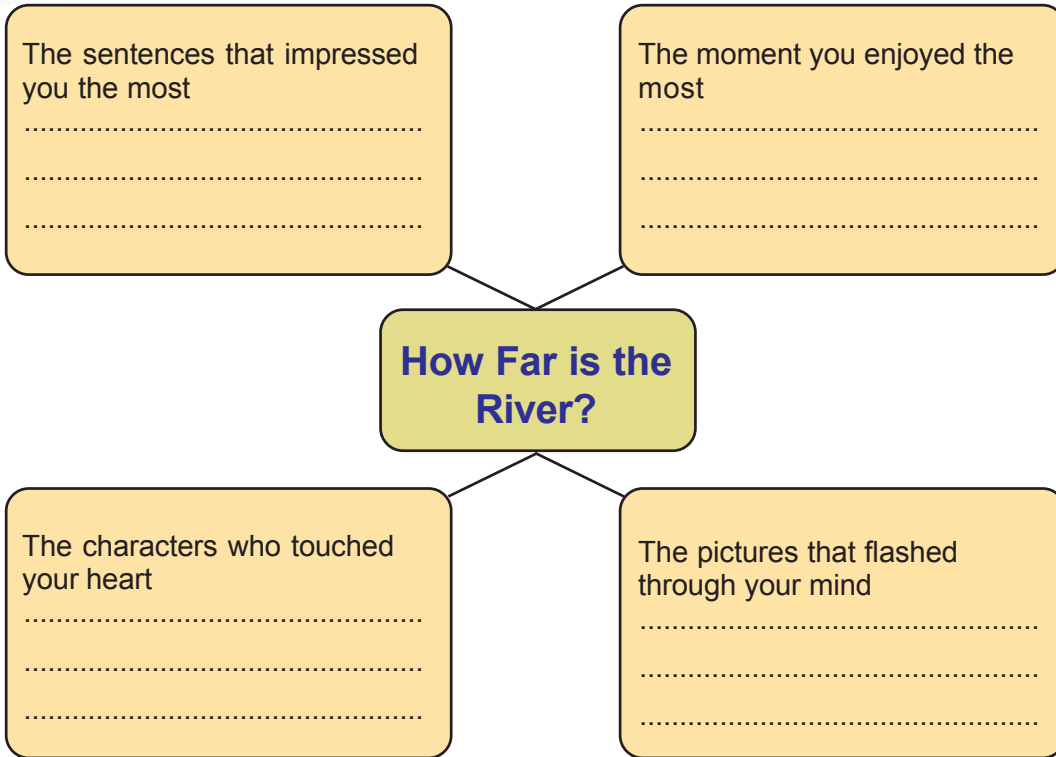 The sentences that impressed
you the most
..................................................
..................................................
..................................................
The moment you enjoyed the
most
..................................................
..................................................
..................................................
How Far is the
River?
The characters who touched
your heart
..................................................
..................................................
..................................................
The pictures that flashed
through your mind
..................................................
..................................................
..................................................